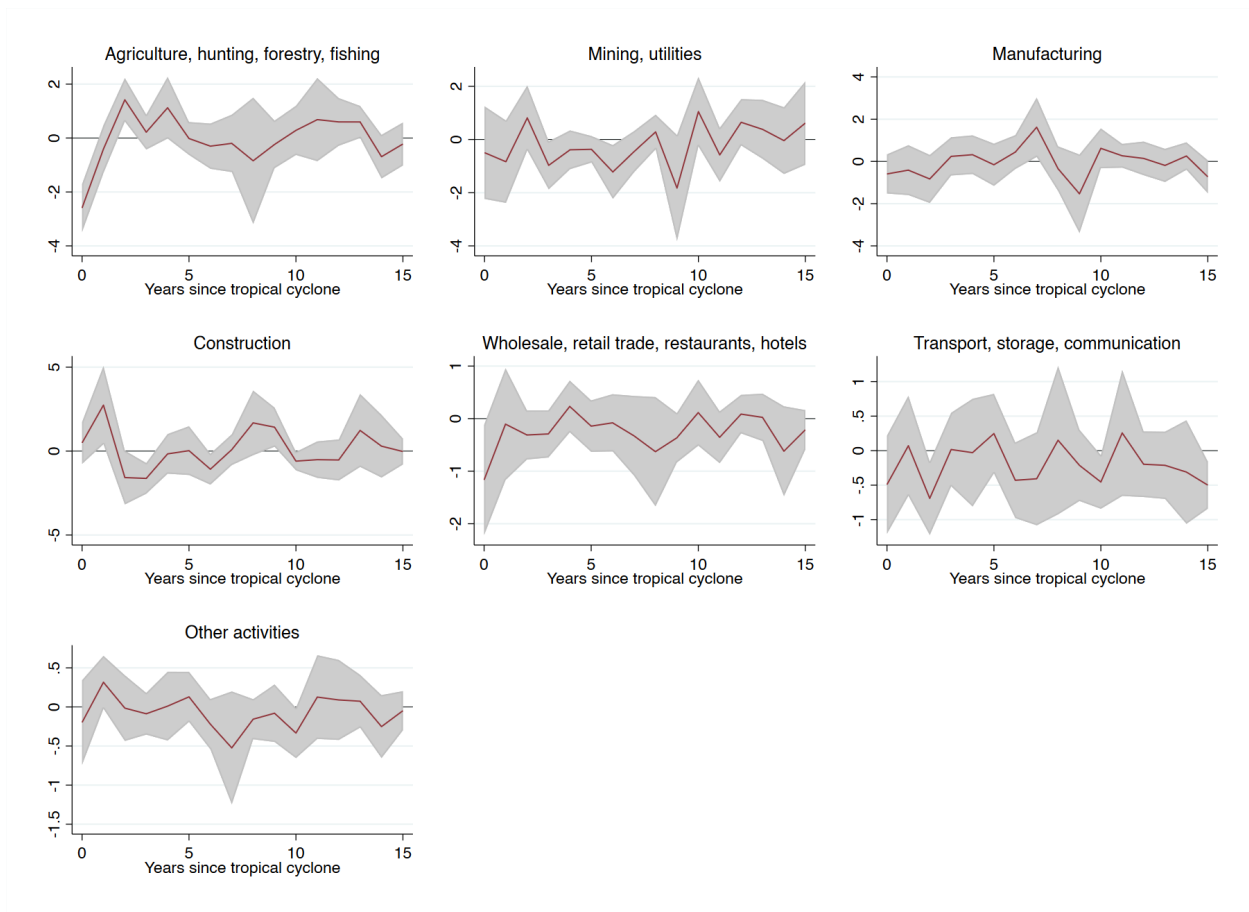 Agriculture, hunting, forestry, fishing
2
0
-2
-4
0 5 10 15
Years since tropical cyclone
Mining, utilities
2
0
-2
-4
0 5 10 15
Years since tropical cyclone
Manufacturing
4
2
0
-2
-4
0 5 10 15
Years since tropical cyclone
Construction
5
0
-5
0 5 10 15
Years since tropical cyclone
Wholesale, retail trade, restaurants, hotels
1
0
-1
-2
0 5 10 15
Years since tropical cyclone
Transport, storage, communication
1
.5
0
-.5
-1
0 5 10 15
Years since tropical cyclone
Other activities
.5
0
-.5
-1
-1.5
0 5 10 15
Years since tropical cyclone